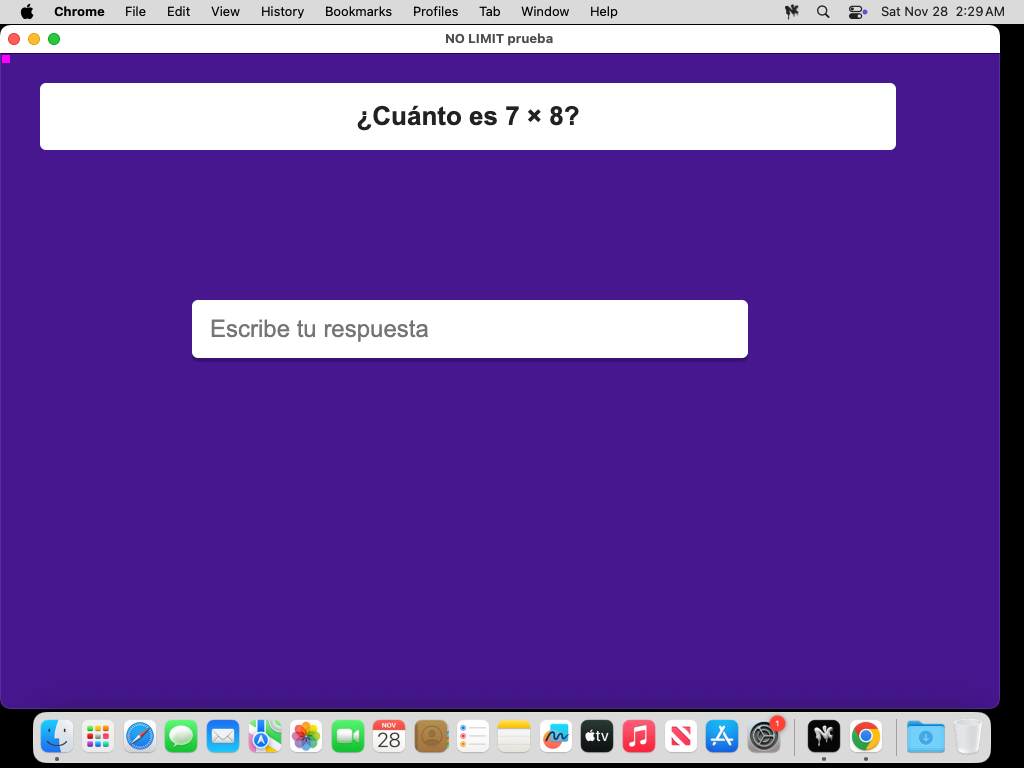 Chrome File Edit View History Bookmarks Profiles Tab Window Help Sat Nov 28 2:29 AM
NO LIMIT prueba
¿Cuánto es 7 × 8?
Escribe tu respuesta
NOV
28
tv
1